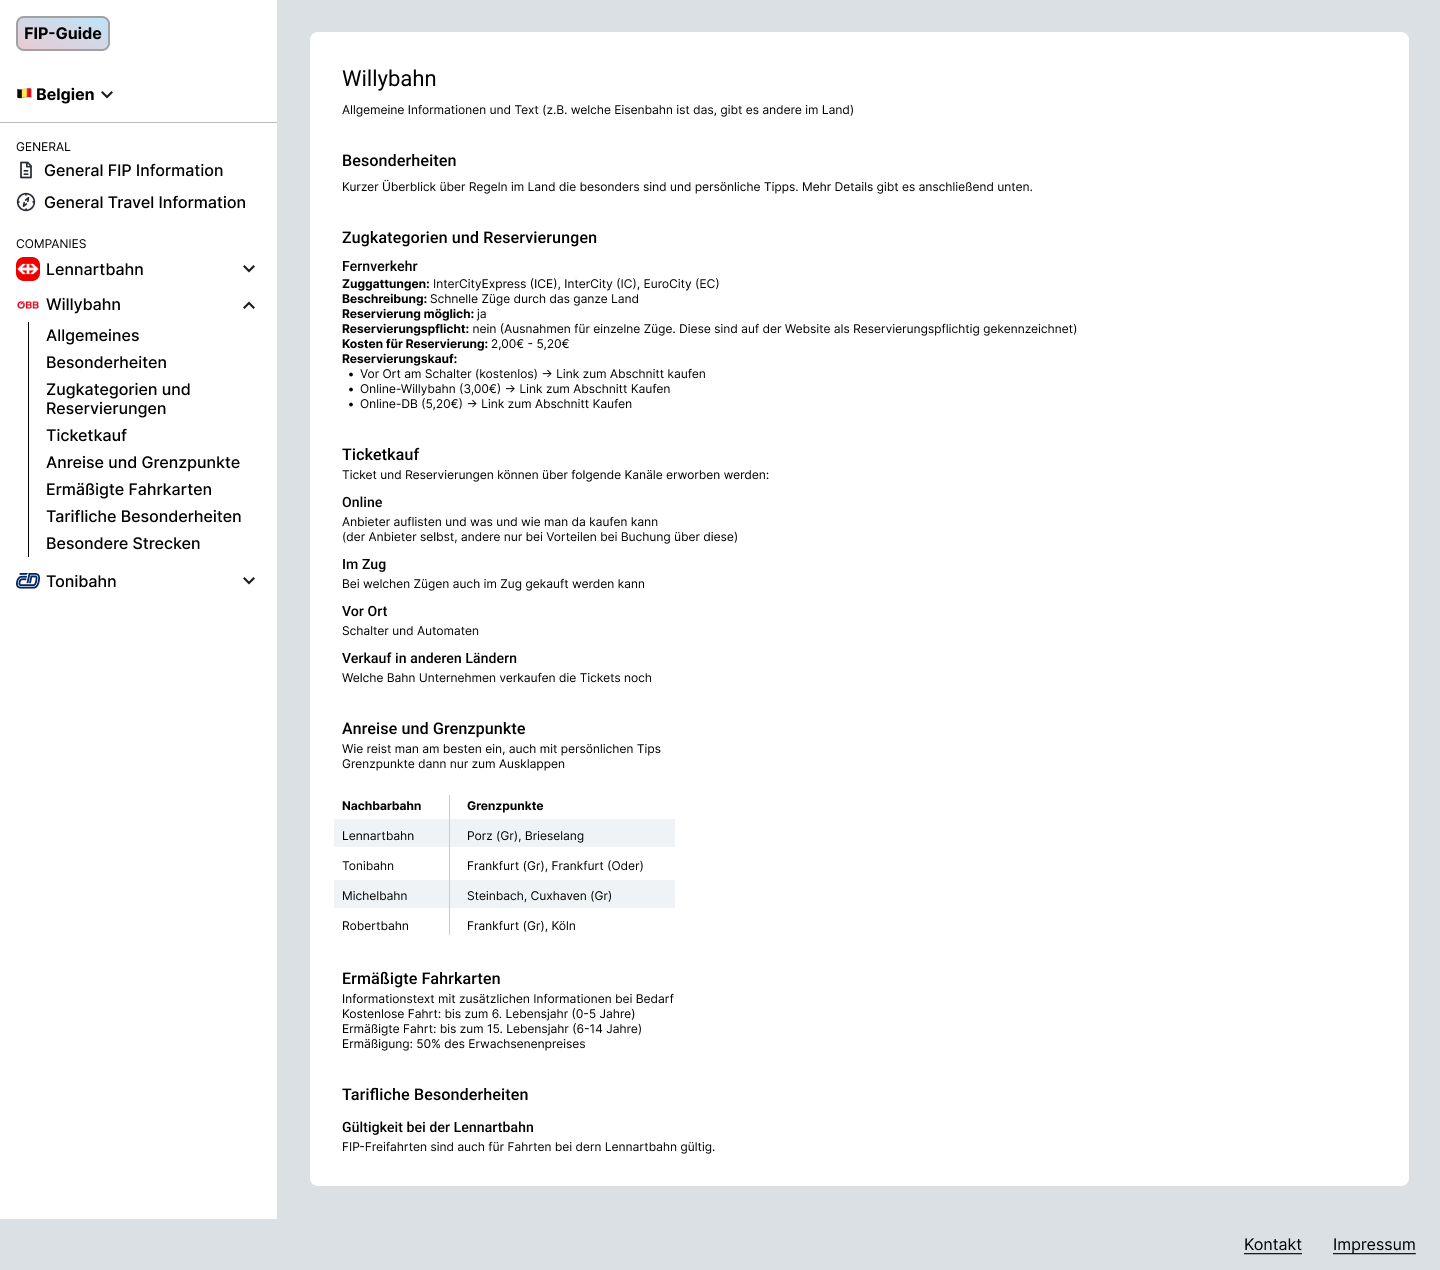 FIP-Guide
Belgien
GENERAL
General FIP Information
General Travel Information
COMPANIES
Lennartbahn
ÖBB Willybahn
Allgemeines
Besonderheiten
Zugkategorien und
Reservierungen
Ticketkauf
Anreise und Grenzpunkte
Ermäßigte Fahrkarten
Tarifliche Besonderheiten
Besondere Strecken
ČD Tonibahn
Willybahn
Allgemeine Informationen und Text (z.B. welche Eisenbahn ist das, gibt es andere im Land)
Besonderheiten
Kurzer Überblick über Regeln im Land die besonders sind und persönliche Tipps. Mehr Details gibt es anschließend unten.
Zugkategorien und Reservierungen
Fernverkehr
Zuggattungen: InterCityExpress (ICE), InterCity (IC), EuroCity (EC)
Beschreibung: Schnelle Züge durch das ganze Land
Reservierung möglich: ja
Reservierungspflicht: nein (Ausnahmen für einzelne Züge. Diese sind auf der Website als Reservierungspflichtig gekennzeichnet)
Kosten für Reservierung: 2,00€ - 5,20€
Reservierungskauf:
• Vor Ort am Schalter (kostenlos) → Link zum Abschnitt kaufen
• Online-Willybahn (3,00€) → Link zum Abschnitt Kaufen
• Online-DB (5,20€) → Link zum Abschnitt Kaufen
Ticketkauf
Ticket und Reservierungen können über folgende Kanäle erworben werden:
Online
Anbieter auflisten und was und wie man da kaufen kann
(der Anbieter selbst, andere nur bei Vorteilen bei Buchung über diese)
Im Zug
Bei welchen Zügen auch im Zug gekauft werden kann
Vor Ort
Schalter und Automaten
Verkauf in anderen Ländern
Welche Bahn Unternehmen verkaufen die Tickets noch
Anreise und Grenzpunkte
Wie reist man am besten ein, auch mit persönlichen Tips
Grenzpunkte dann nur zum Ausklappen
Nachbarbahn Grenzpunkte
Lennartbahn Porz (Gr), Brieselang
Tonibahn Frankfurt (Gr), Frankfurt (Oder)
Michelbahn Steinbach, Cuxhaven (Gr)
Robertbahn Frankfurt (Gr), Köln
Ermäßigte Fahrkarten
Informationstext mit zusätzlichen Informationen bei Bedarf
Kostenlose Fahrt: bis zum 6. Lebensjahr (0-5 Jahre)
Ermäßigte Fahrt: bis zum 15. Lebensjahr (6-14 Jahre)
Ermäßigung: 50% des Erwachsenenpreises
Tarifliche Besonderheiten
Gültigkeit bei der Lennartbahn
FIP-Freifahrten sind auch für Fahrten bei dern Lennartbahn gültig.
Kontakt Impressum